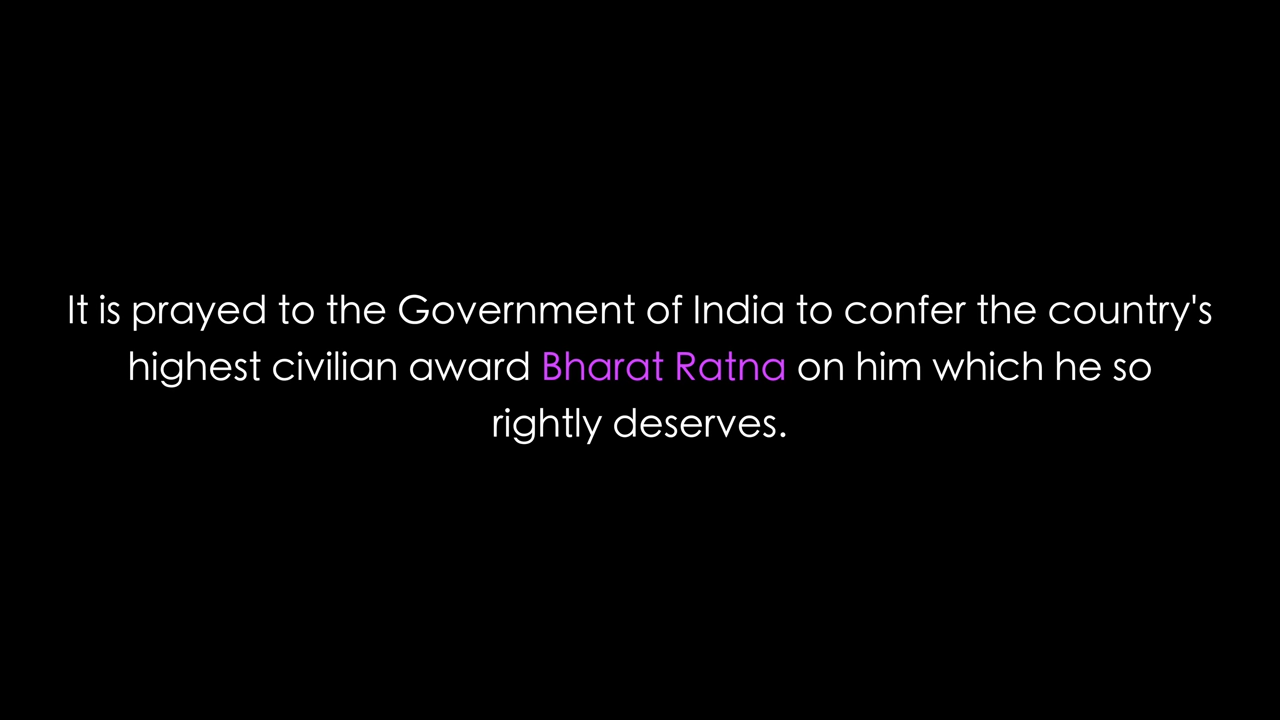 It is prayed to the Government of India to confer the country's
highest civilian award Bharat Ratna on him which he so
rightly deserves.